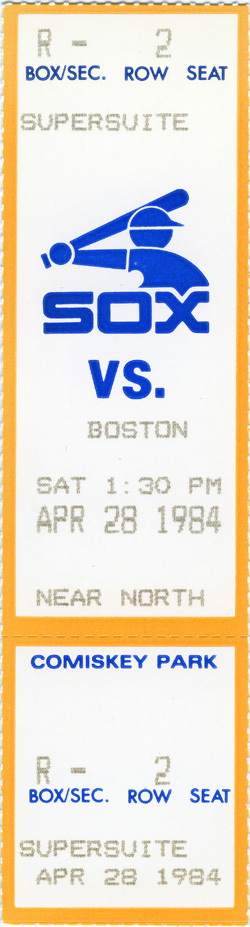 R - 2
BOX/SEC. ROW SEAT
SUPERSUITE
SOX
VS.
BOSTON
SAT 1:30 PM
APR 28 1984
NEAR NORTH
COMISKEY PARK
R - 2
BOX/SEC. ROW SEAT
SUPERSUITE
APR 28 1984